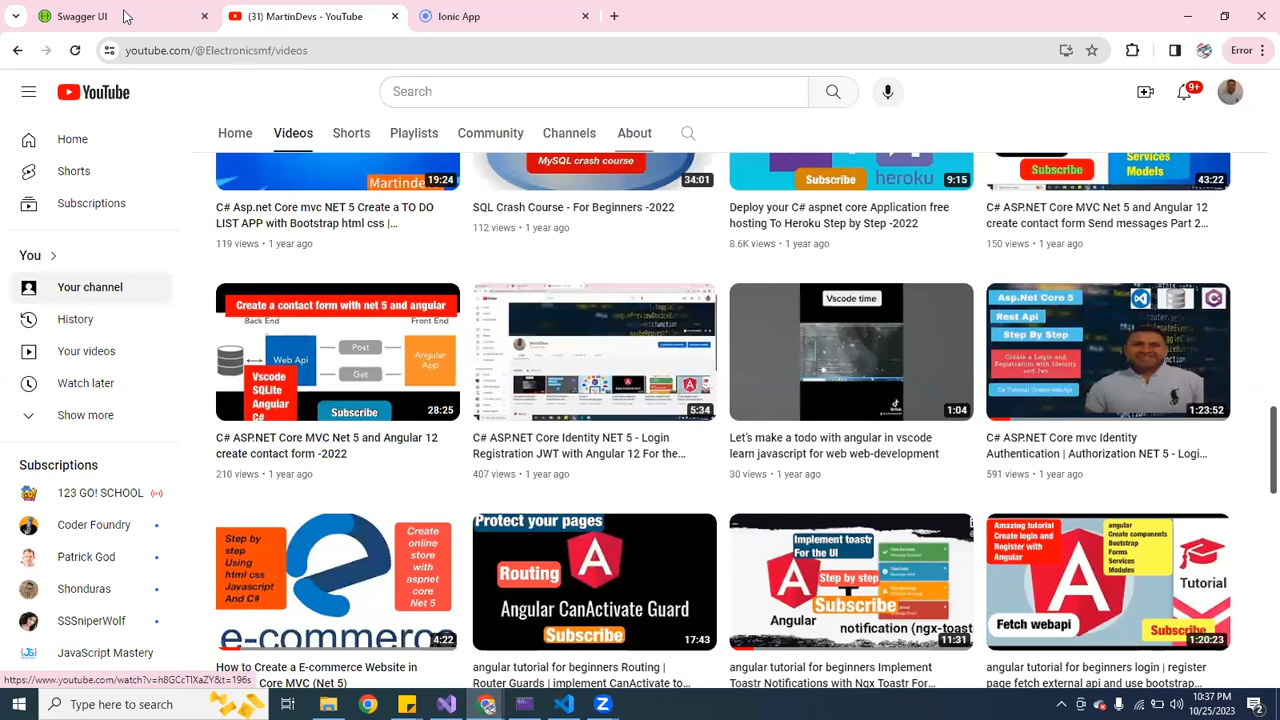 Swagger UI
(31) MartinDevs - YouTube
Ionic App
youtube.com/@Electronicsmf/videos
Error
YouTube
Search
9+
Home
Videos
Shorts
Playlists
Community
Channels
About
Home
Shorts
Subscriptions
You
Your channel
History
Your videos
Watch later
Show more
Subscriptions
123 GO! SCHOOL
Coder Foundry
Patrick God
Shonduras
SSSniperWolf
JavaScript Mastery
Martinde
19:24
C# Asp.net Core mvc NET 5 Create a TO DO
LIST APP with Bootstrap html css |...
119 views • 1 year ago
MySQL crash course
34:01
SQL Crash Course - For Beginners -2022
112 views • 1 year ago
Subscribe
heroku
9:15
Deploy your C# aspnet core Application free
hosting To Heroku Step by Step -2022
8.6K views • 1 year ago
Subscribe
Services
Models
43:22
C# ASP.NET Core MVC Net 5 and Angular 12
create contact form Send messages Part 2...
150 views • 1 year ago
Create a contact form with net 5 and angular
Back End
Front End
Web Api
Post
Get
Angular
App
Vscode
SQLite
Angular
C#
Subscribe
28:25
C# ASP.NET Core MVC Net 5 and Angular 12
create contact form -2022
210 views • 1 year ago
5:34
C# ASP.NET Core Identity NET 5 - Login
Registration JWT with Angular 12 For the...
407 views • 1 year ago
Vscode time
TikTok
1:04
Let's make a todo with angular in vscode
learn javascript for web web-development
30 views • 1 year ago
Asp.Net Core 5
Rest Api
Step By Step
Create a Login and
Registration with
Identity and
Jwt
C# Tutorial Create webApi
1:23:52
C# ASP.NET Core mvc Identity
Authentication | Authorization NET 5 - Logi...
591 views • 1 year ago
Step by
step
Using
html css
Javascript
And C#
Create
online
store
with
aspnet
core
Net 5
e-commerc
4:22
How to Create a E-commerce Website in
Core MVC (Net 5)
Protect your pages
Routing
Angular CanActivate Guard
Subscribe
17:43
angular tutorial for beginners Routing |
Router Guards | implement CanActivate to...
Implement toastr
For the UI
Step by step
Subscribe
Angular
notification (ngx-toast
11:31
angular tutorial for beginners Implement
Toastr Notifications with Ngx Toastr For...
Amazing tutorial
Create login and
Register with
Angular
angular
Create components
Bootstrap
Forms
Services
Modules
Tutorial
Fetch webapi
Subscribe
1:20:23
angular tutorial for beginners login | register
page fetch external api and use bootstrap...
https://www.youtube.com/watch?v=h8GCcTlXaZY&t=196s
Type here to search
10:37 PM
10/25/2023
2